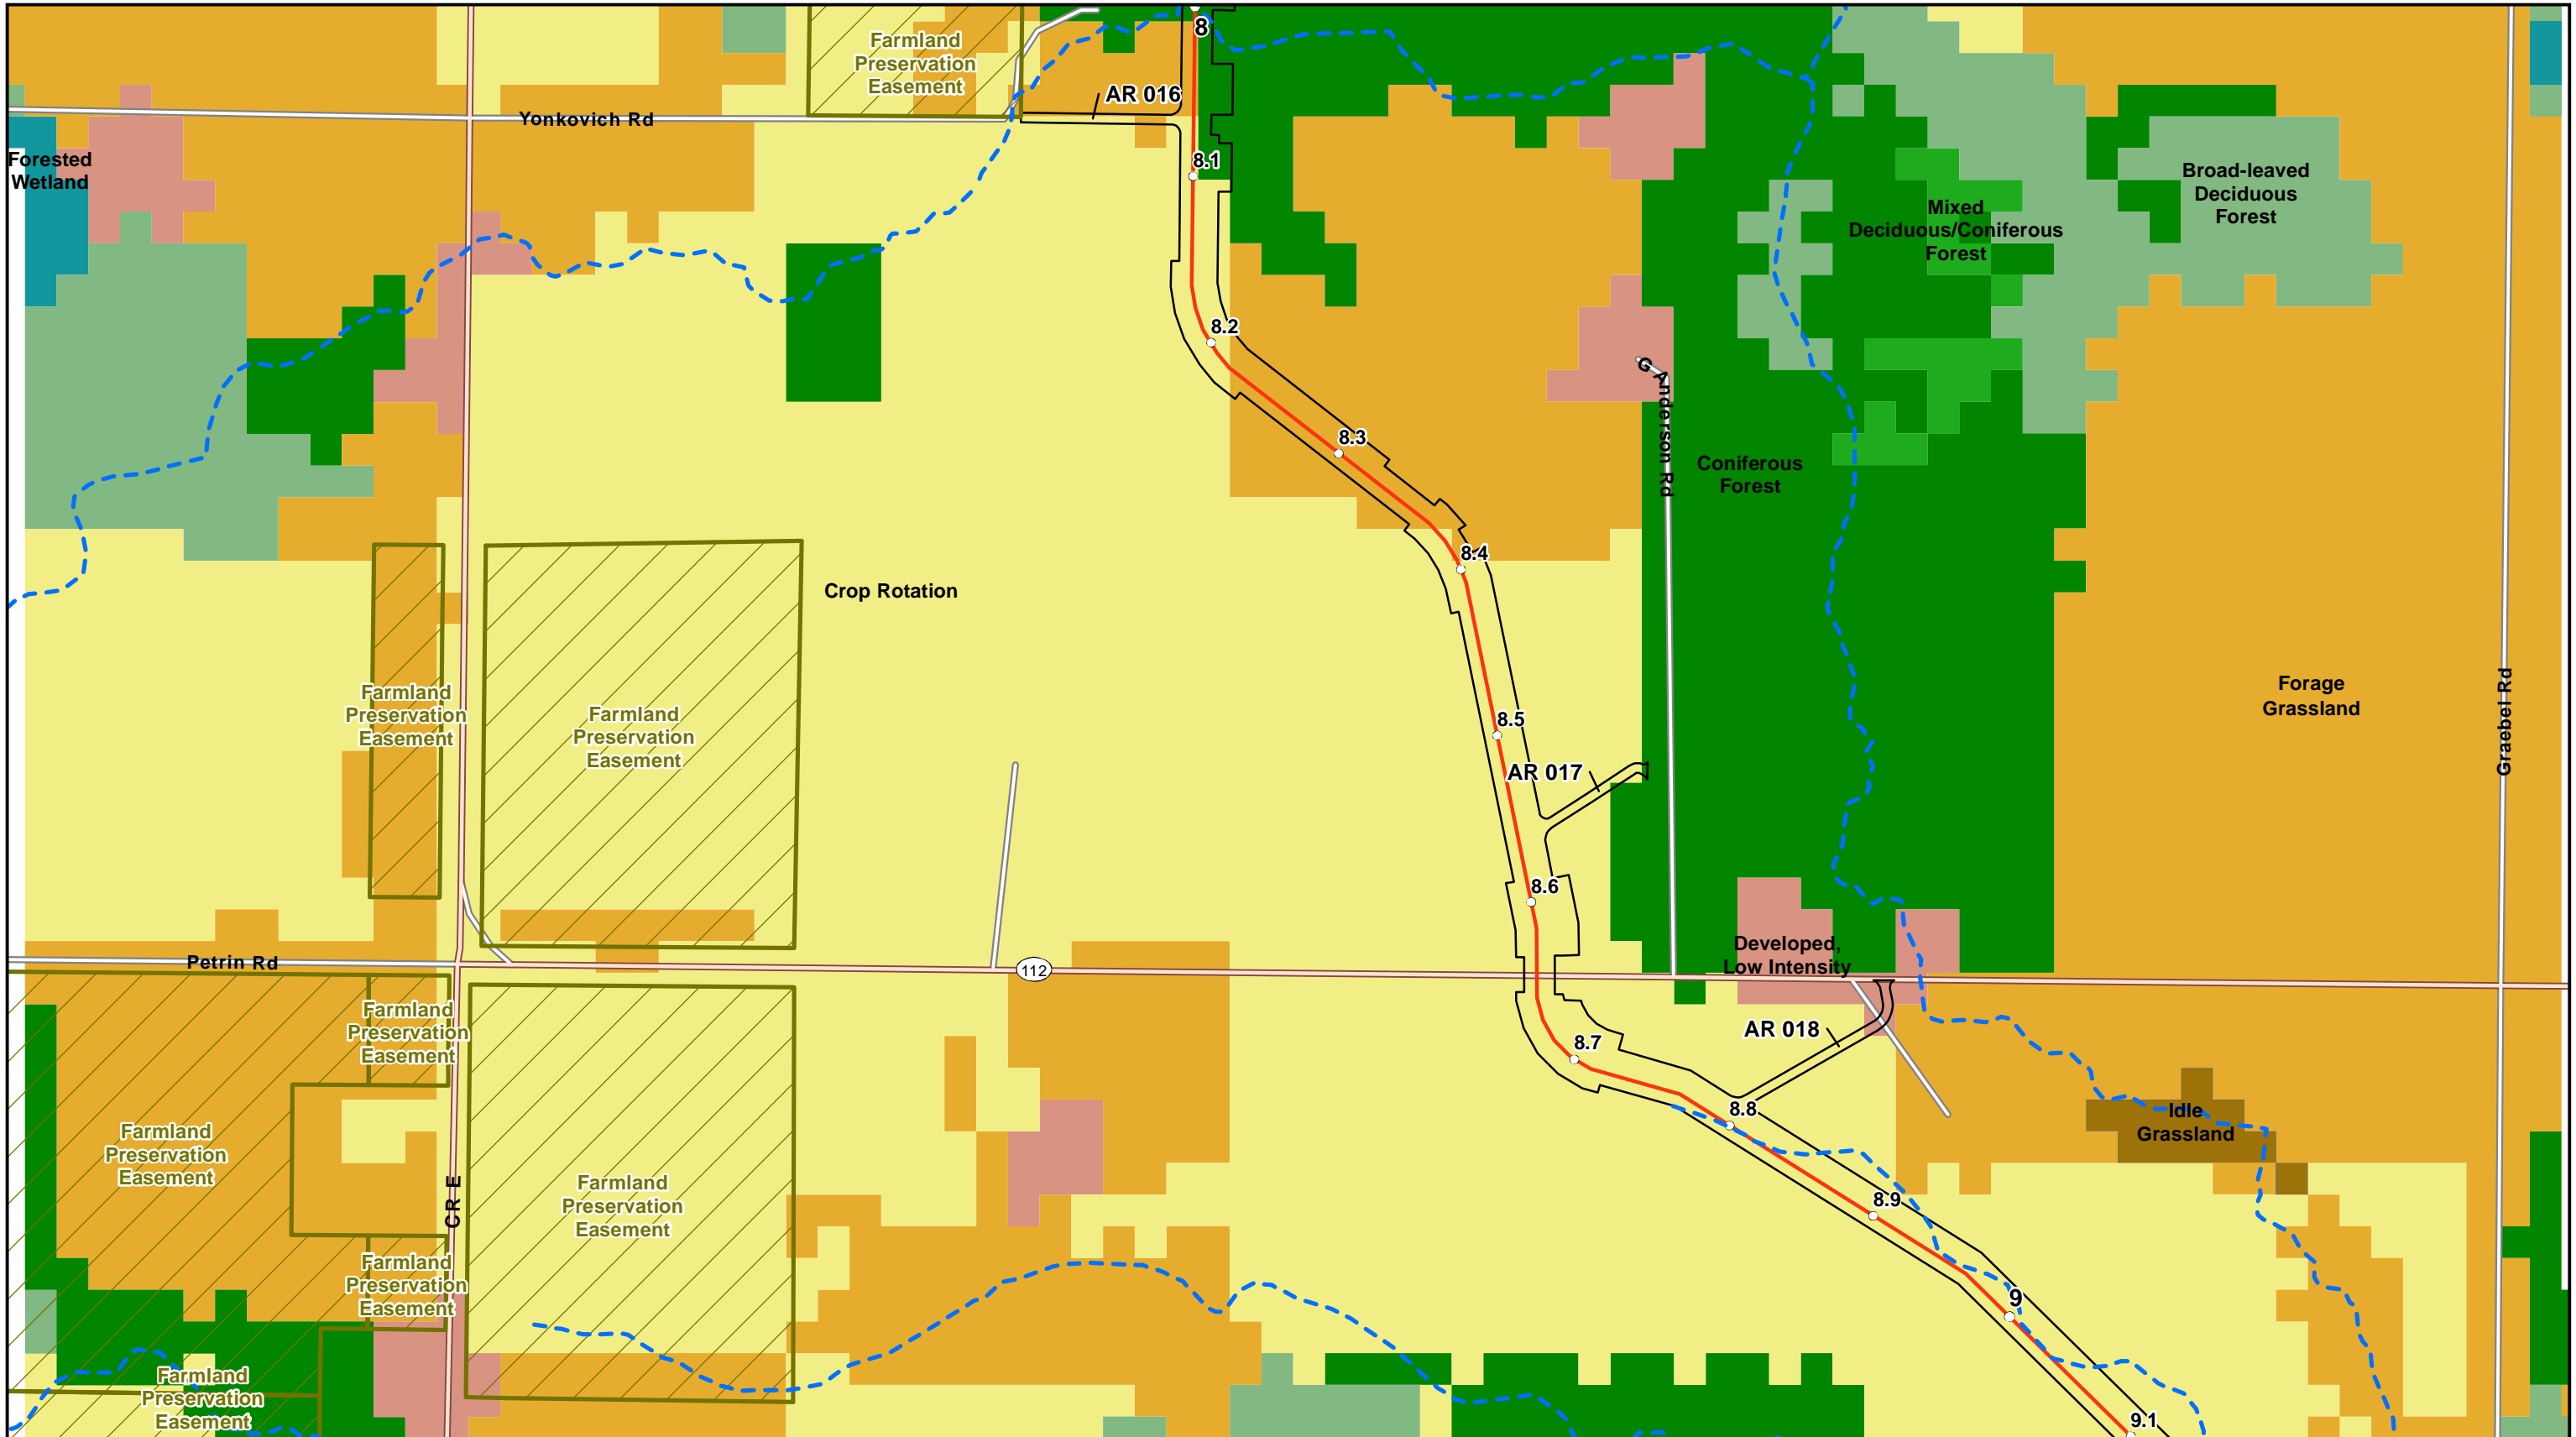 8
Farmland
Preservation
Easement
AR 016
Yonkovich Rd
8.1
Forested
Wetland
Broad-leaved
Deciduous
Forest
Mixed
Deciduous/Coniferous
Forest
8.2
G Anderson Rd
8.3
Coniferous
Forest
8.4
Crop Rotation
Farmland
Preservation
Easement
Farmland
Preservation
Easement
Forage
Grassland
Graebel Rd
8.5
AR 017
8.6
Petrin Rd
112
Developed,
Low Intensity
Farmland
Preservation
Easement
AR 018
8.7
8.8
Idle
Grassland
Farmland
Preservation
Easement
CR E
Farmland
Preservation
Easement
8.9
Farmland
Preservation
Easement
9
Farmland
Preservation
Easement
9.1